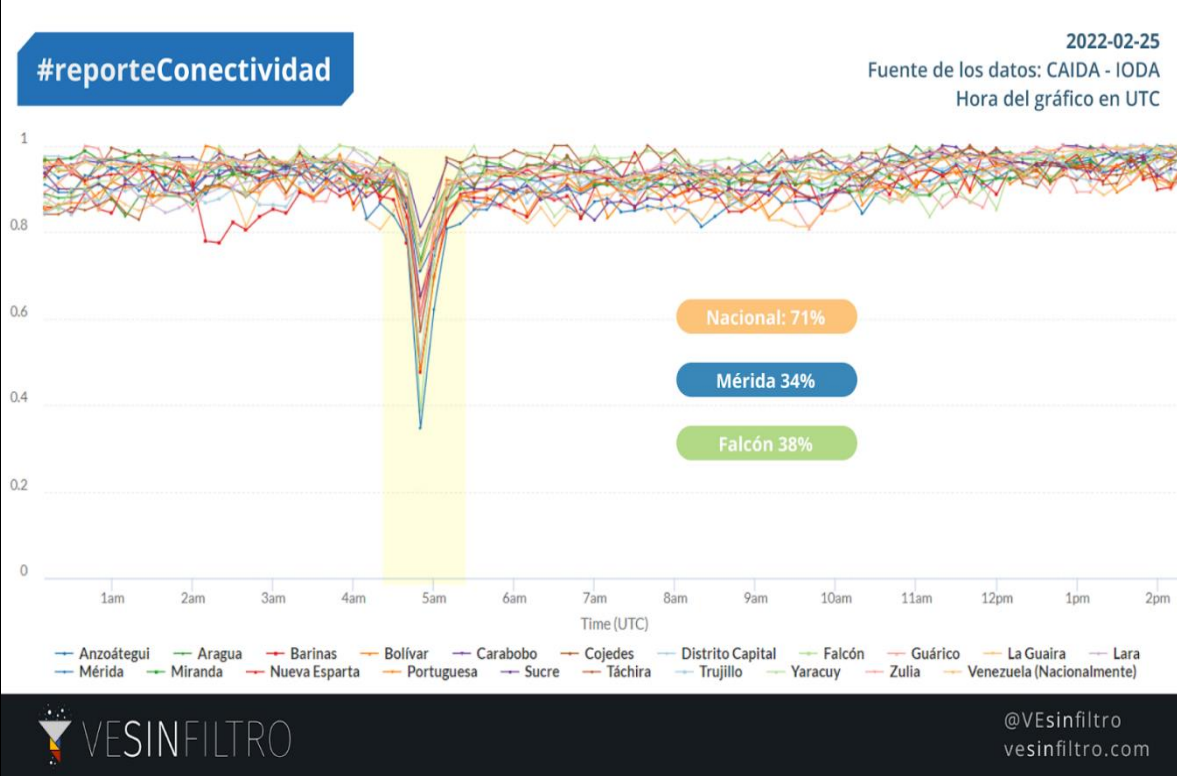 #reporteConectividad
2022-02-25
Fuente de los datos: CAIDA - IODA
Hora del gráfico en UTC
1
0.8
0.6
0.4
0.2
0
Nacional: 71%
Mérida 34%
Falcón 38%
1am 2am 3am 4am 5am 6am 7am 8am 9am 10am 11am 12pm 1pm 2pm
Time (UTC)
Anzoátegui Aragua Barinas Bolívar Carabobo Cojedes Distrito Capital Falcón Guárico La Guaira Lara
Mérida Miranda Nueva Esparta Portuguesa Sucre Táchira Trujillo Yaracuy Zulia Venezuela (Nacionalmente)
VESINFILTRO
@VEsinfiltro
vesinfiltro.com